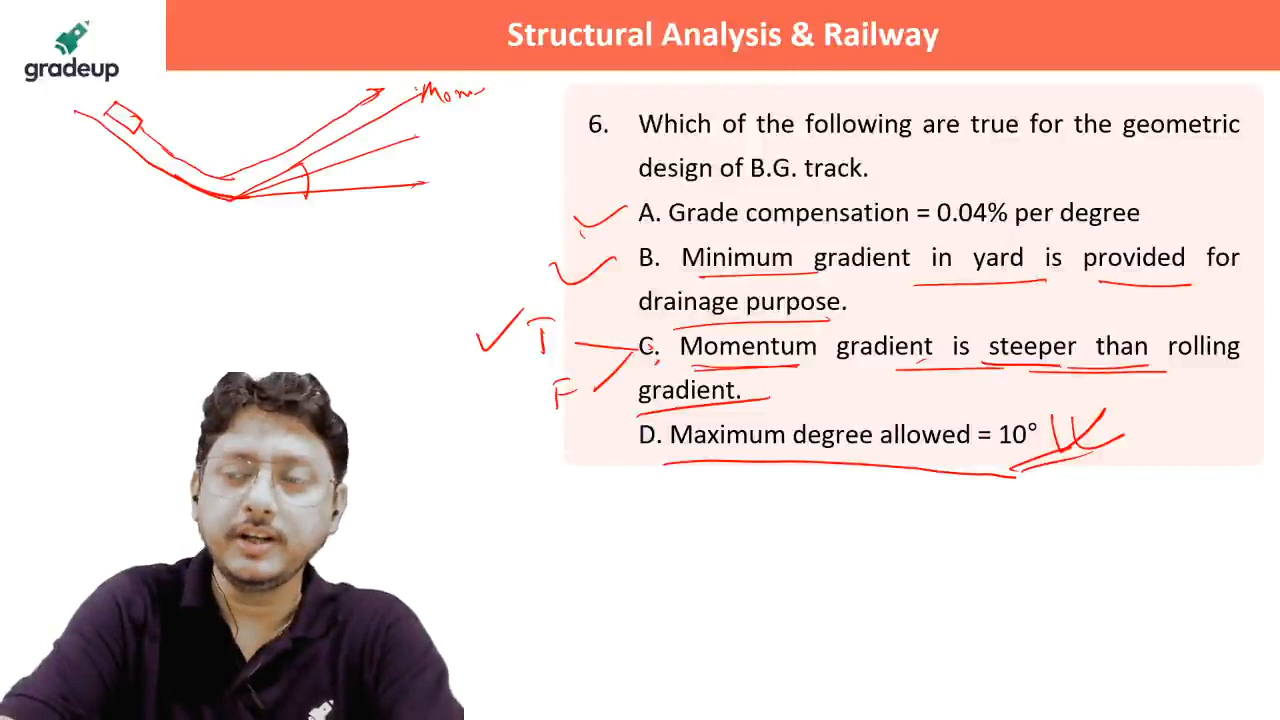 Structural Analysis & Railway
gradeup
Mom
6. Which of the following are true for the geometric
design of B.G. track.
A. Grade compensation = 0.04% per degree
B. Minimum gradient in yard is provided for
drainage purpose.
T
C. Momentum gradient is steeper than rolling
F
gradient.
D. Maximum degree allowed = 10°